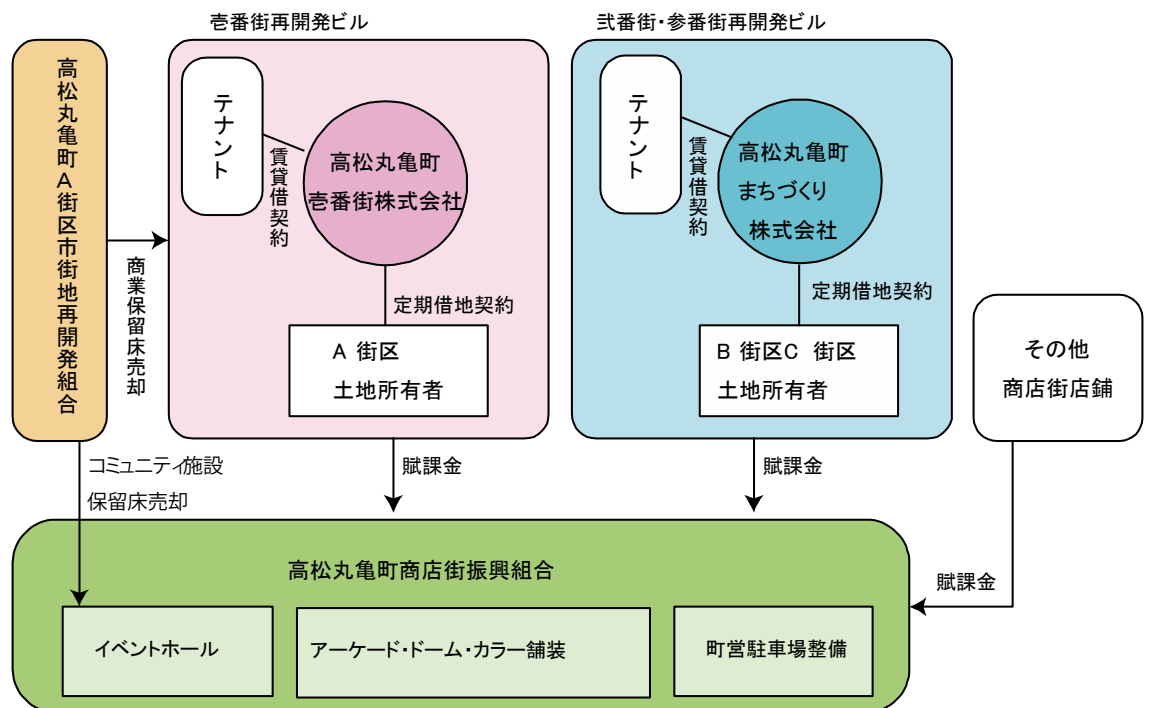 壱番街再開発ビル
弐番街・参番街再開発ビル
高松丸亀町A街区市街地再開発組合
テナント
賃貸借契約
高松丸亀町
壱番街株式会社
テナント
賃貸借契約
高松丸亀町
まちづくり
株式会社
商業保留床売却
定期借地契約
定期借地契約
A 街区
土地所有者
B 街区C 街区
土地所有者
その他
商店街店舗
コミュニティ施設
保留床売却
賦課金
賦課金
賦課金
高松丸亀町商店街振興組合
イベントホール
アーケード・ドーム・カラー舗装
町営駐車場整備